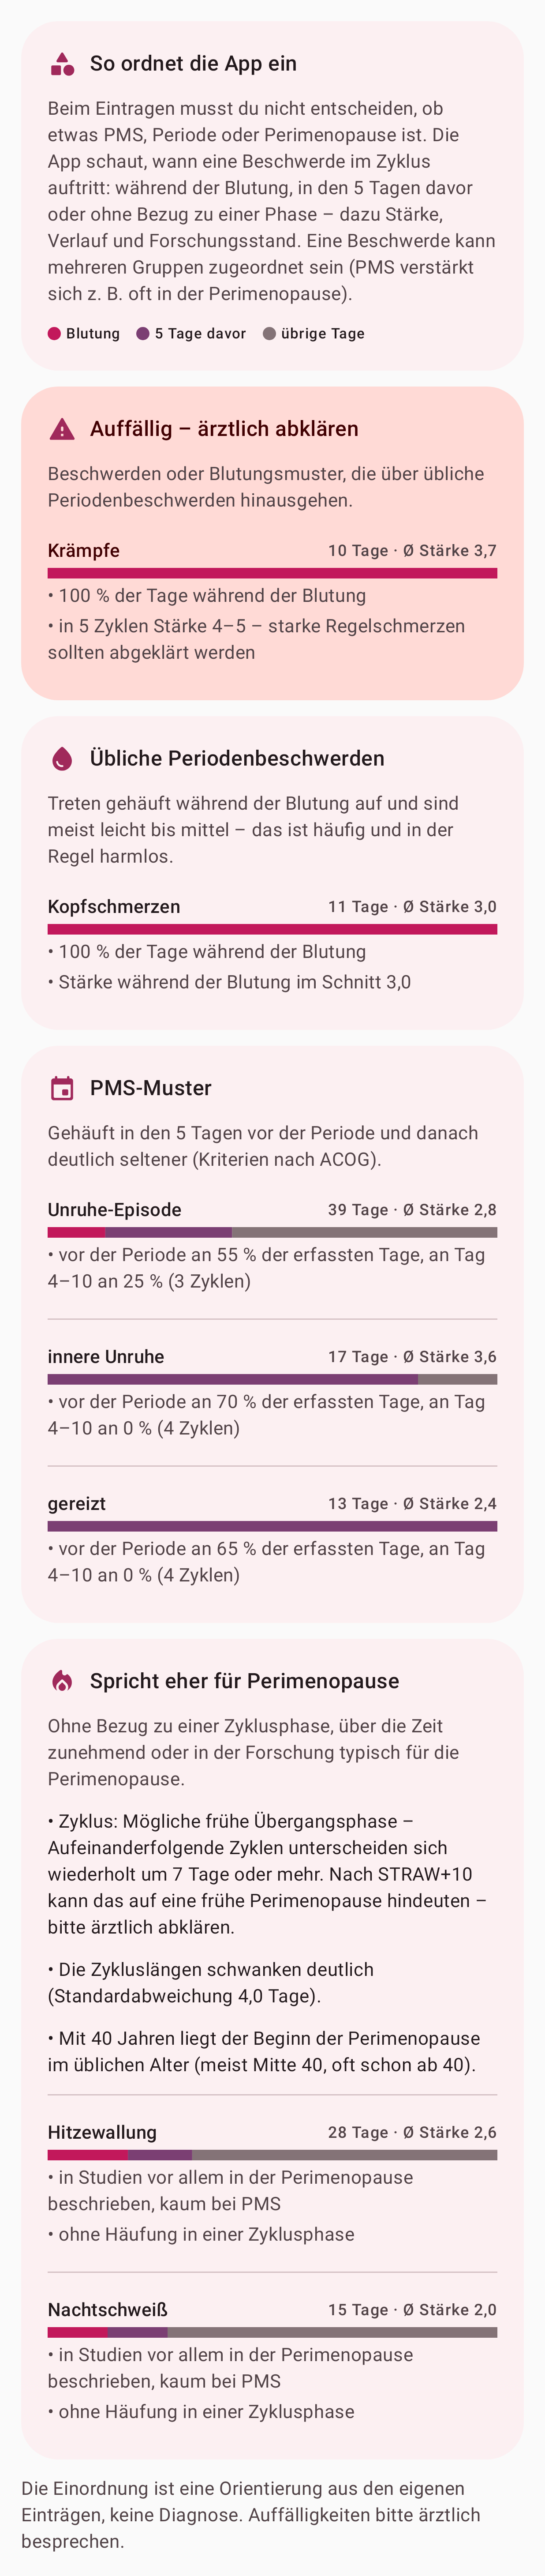 So ordnet die App ein
Beim Eintragen musst du nicht entscheiden, ob
etwas PMS, Periode oder Perimenopause ist. Die
App schaut, wann eine Beschwerde im Zyklus
auftritt: während der Blutung, in den 5 Tagen davor
oder ohne Bezug zu einer Phase – dazu Stärke,
Verlauf und Forschungsstand. Eine Beschwerde kann
mehreren Gruppen zugeordnet sein (PMS verstärkt
sich z. B. oft in der Perimenopause).
Blutung 5 Tage davor übrige Tage
Auffällig – ärztlich abklären
Beschwerden oder Blutungsmuster, die über übliche
Periodenbeschwerden hinausgehen.
Krämpfe 10 Tage · Ø Stärke 3,7
• 100 % der Tage während der Blutung
• in 5 Zyklen Stärke 4–5 – starke Regelschmerzen
sollten abgeklärt werden
Übliche Periodenbeschwerden
Treten gehäuft während der Blutung auf und sind
meist leicht bis mittel – das ist häufig und in der
Regel harmlos.
Kopfschmerzen 11 Tage · Ø Stärke 3,0
• 100 % der Tage während der Blutung
• Stärke während der Blutung im Schnitt 3,0
PMS-Muster
Gehäuft in den 5 Tagen vor der Periode und danach
deutlich seltener (Kriterien nach ACOG).
Unruhe-Episode 39 Tage · Ø Stärke 2,8
• vor der Periode an 55 % der erfassten Tage, an Tag
4–10 an 25 % (3 Zyklen)
innere Unruhe 17 Tage · Ø Stärke 3,6
• vor der Periode an 70 % der erfassten Tage, an Tag
4–10 an 0 % (4 Zyklen)
gereizt 13 Tage · Ø Stärke 2,4
• vor der Periode an 65 % der erfassten Tage, an Tag
4–10 an 0 % (4 Zyklen)
Spricht eher für Perimenopause
Ohne Bezug zu einer Zyklusphase, über die Zeit
zunehmend oder in der Forschung typisch für die
Perimenopause.
• Zyklus: Mögliche frühe Übergangsphase –
Aufeinanderfolgende Zyklen unterscheiden sich
wiederholt um 7 Tage oder mehr. Nach STRAW+10
kann das auf eine frühe Perimenopause hindeuten –
bitte ärztlich abklären.
• Die Zykluslängen schwanken deutlich
(Standardabweichung 4,0 Tage).
• Mit 40 Jahren liegt der Beginn der Perimenopause
im üblichen Alter (meist Mitte 40, oft schon ab 40).
Hitzewallung 28 Tage · Ø Stärke 2,6
• in Studien vor allem in der Perimenopause
beschrieben, kaum bei PMS
• ohne Häufung in einer Zyklusphase
Nachtschweiß 15 Tage · Ø Stärke 2,0
• in Studien vor allem in der Perimenopause
beschrieben, kaum bei PMS
• ohne Häufung in einer Zyklusphase
Die Einordnung ist eine Orientierung aus den eigenen
Einträgen, keine Diagnose. Auffälligkeiten bitte ärztlich
besprechen.